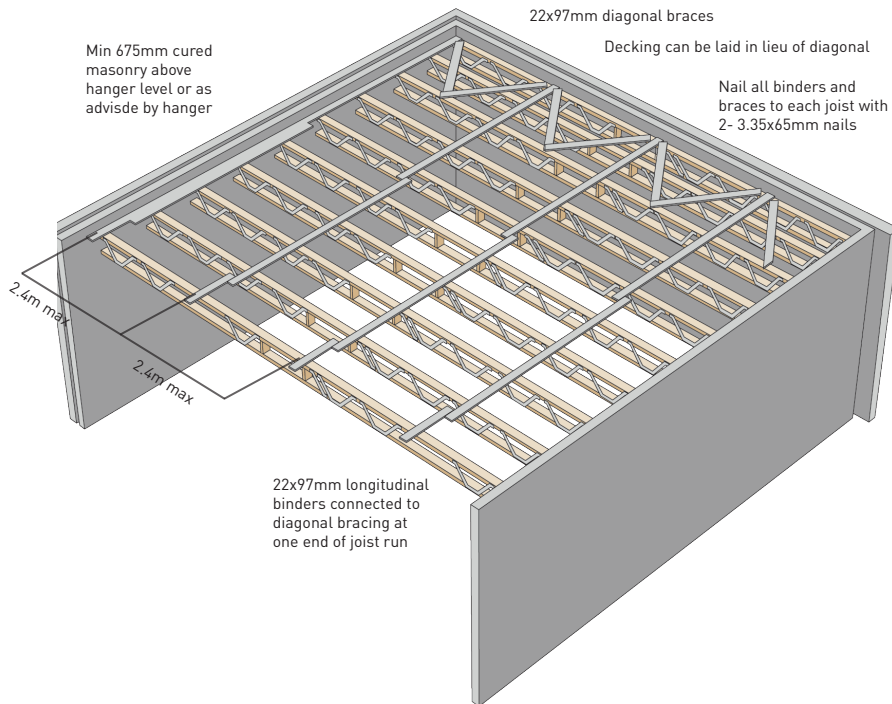 22x97mm diagonal braces
Decking can be laid in lieu of diagonal
Min 675mm cured
masonry above
hanger level or as
advisde by hanger
Nail all binders and
braces to each joist with
2- 3.35x65mm nails
2.4m max
2.4m max
22x97mm longitudinal
binders connected to
diagonal bracing at
one end of joist run